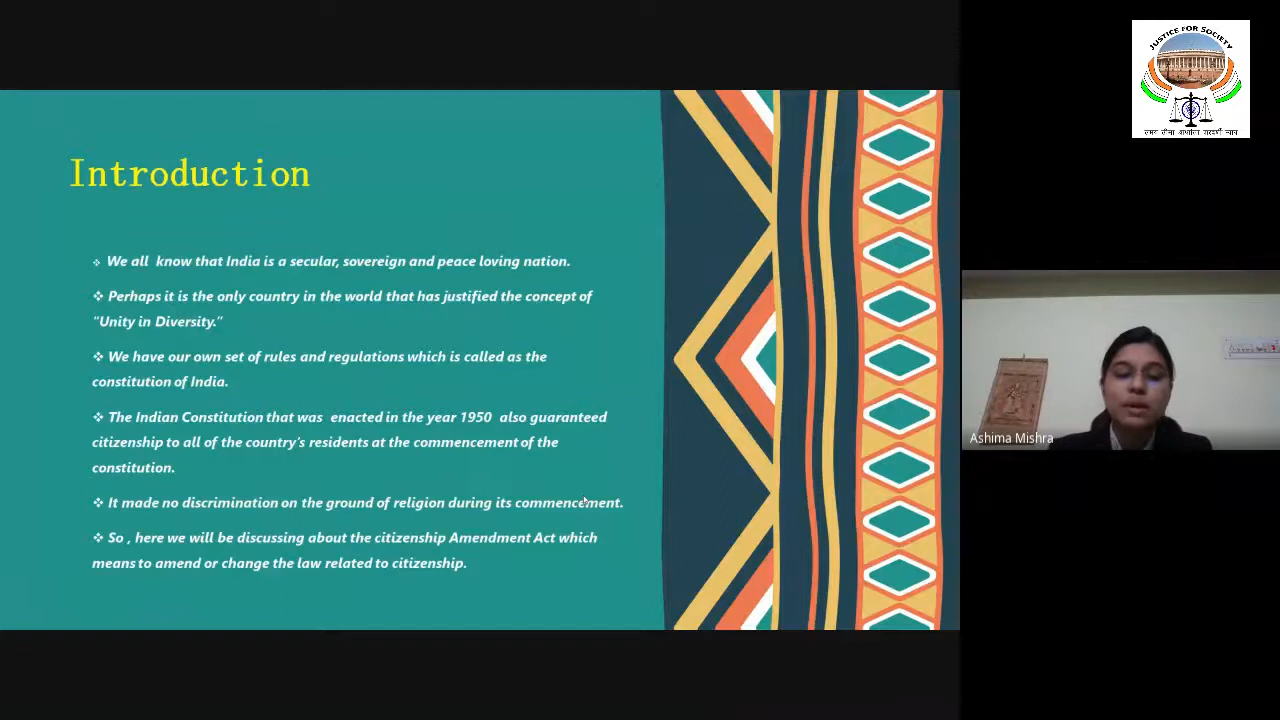 JUSTICE FOR SOCIETY
Introduction
❖ We all know that India is a secular, sovereign and peace loving nation.
❖ Perhaps it is the only country in the world that has justified the concept of
"Unity in Diversity."
❖ We have our own set of rules and regulations which is called as the
constitution of India.
❖ The Indian Constitution that was enacted in the year 1950 also guaranteed
citizenship to all of the country's residents at the commencement of the
constitution.
❖ It made no discrimination on the ground of religion during its commencement.
❖ So , here we will be discussing about the citizenship Amendment Act which
means to amend or change the law related to citizenship.
Ashima Mishra